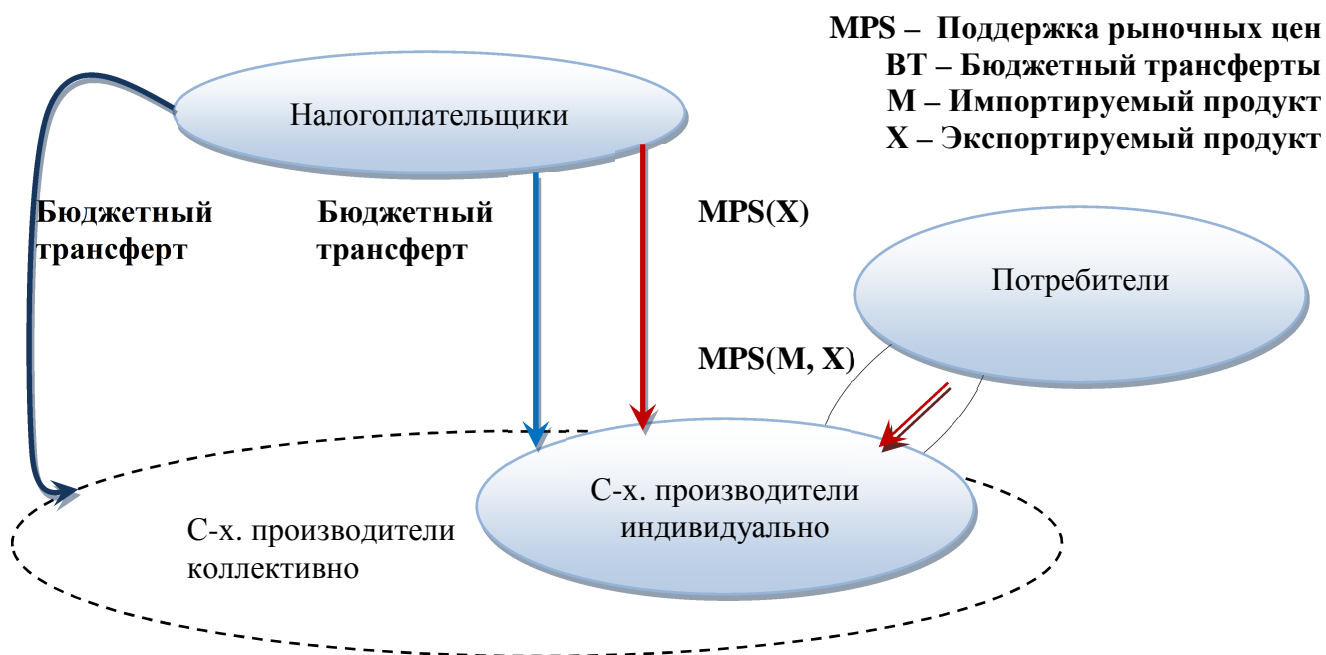 MPS – Поддержка рыночных цен
BT – Бюджетный трансферты
M – Импортируемый продукт
X – Экспортируемый продукт
Налогоплательщики
Бюджетный
трансферт
Бюджетный
трансферт
MPS(X)
Потребители
MPS(M, X)
С-х. производители
индивидуально
С-х. производители
коллективно